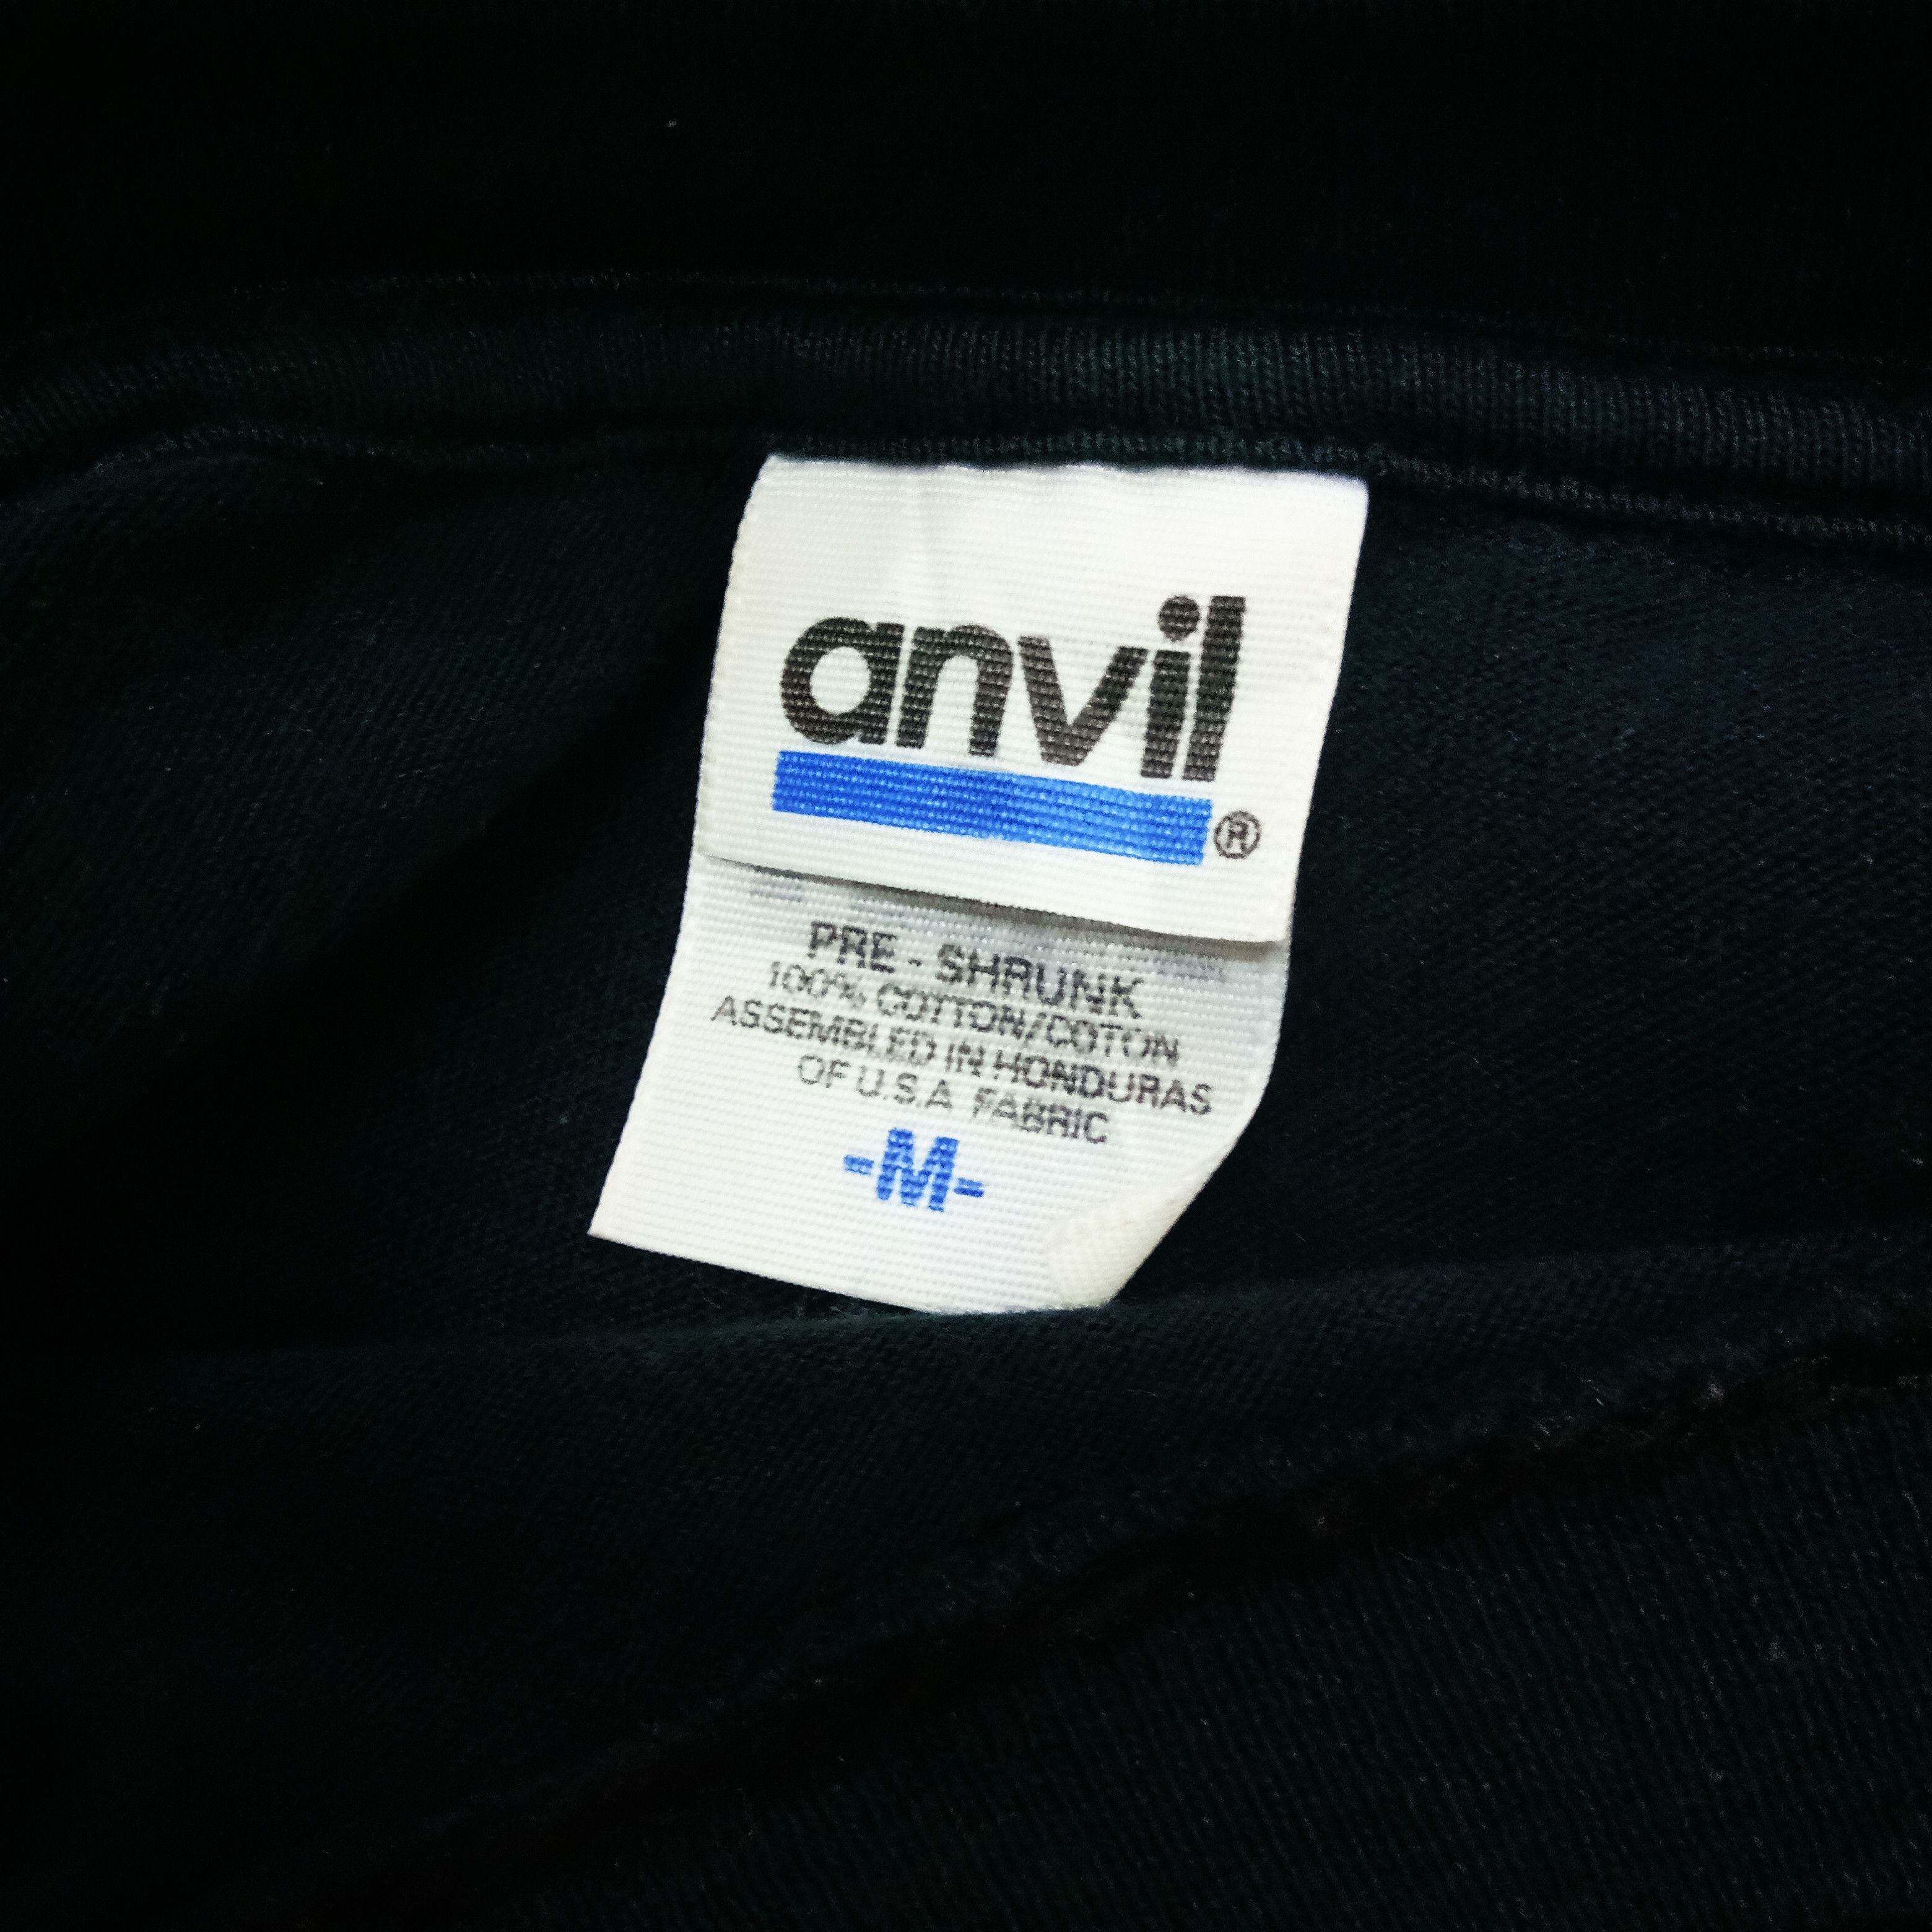 anvil
®
PRE - SHRUNK
100% COTTON/COTON
ASSEMBLED IN HONDURAS
OF U.S.A FABRIC
-M-